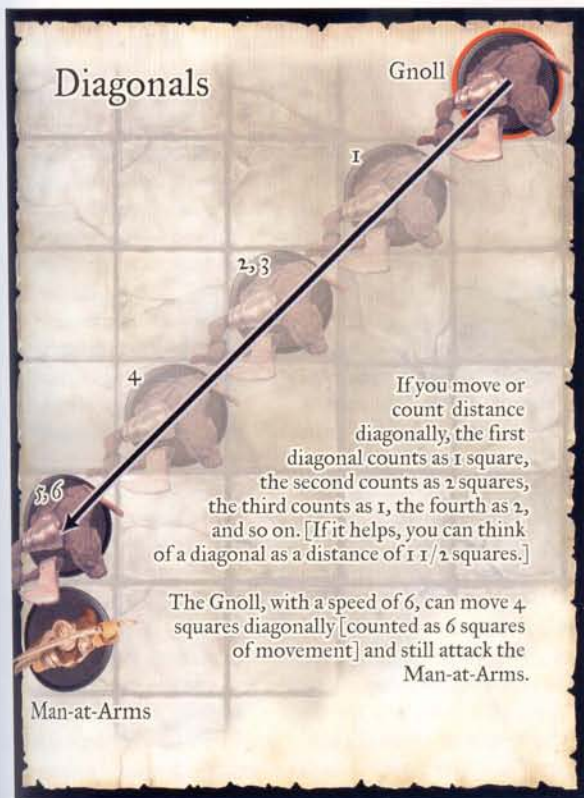 Diagonals
Gnoll
1
2, 3
4
5, 6
If you move or
count distance
diagonally, the first
diagonal counts as 1 square,
the second counts as 2 squares,
the third counts as 1, the fourth as 2,
and so on. [If it helps, you can think
of a diagonal as a distance of 1 1/2 squares.]
The Gnoll, with a speed of 6, can move 4
squares diagonally [counted as 6 squares
of movement] and still attack the
Man-at-Arms.
Man-at-Arms